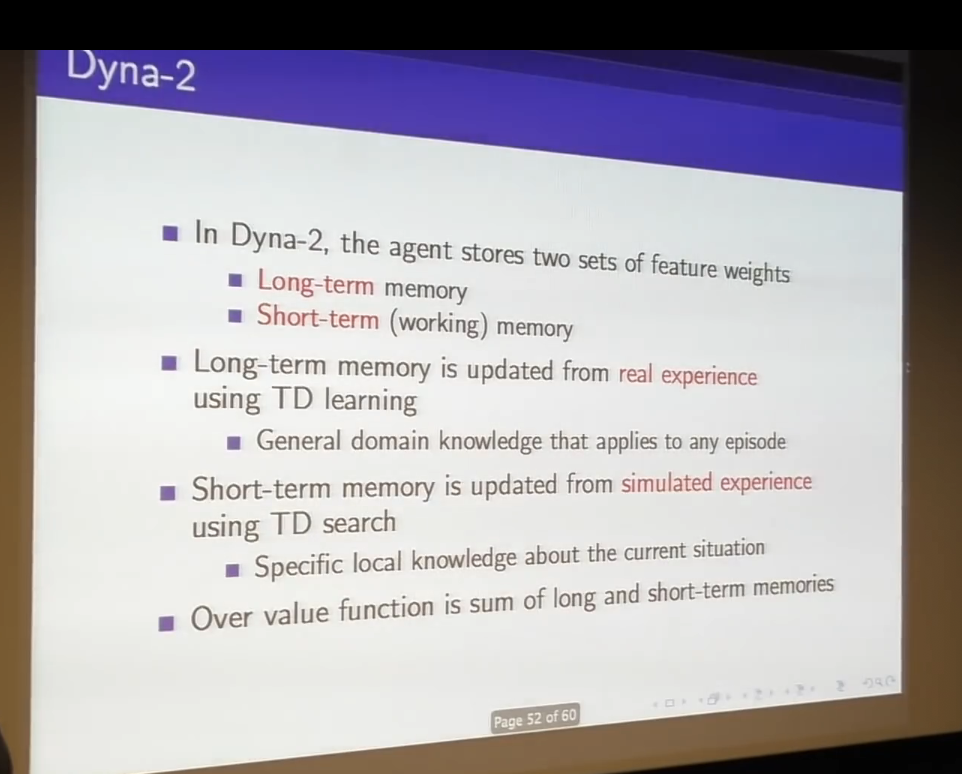 Dyna-2
In Dyna-2, the agent stores two sets of feature weights
Long-term memory
Short-term (working) memory
Long-term memory is updated from real experience
using TD learning
General domain knowledge that applies to any episode
Short-term memory is updated from simulated experience
using TD search
Specific local knowledge about the current situation
Over value function is sum of long and short-term memories
Page 52 of 60